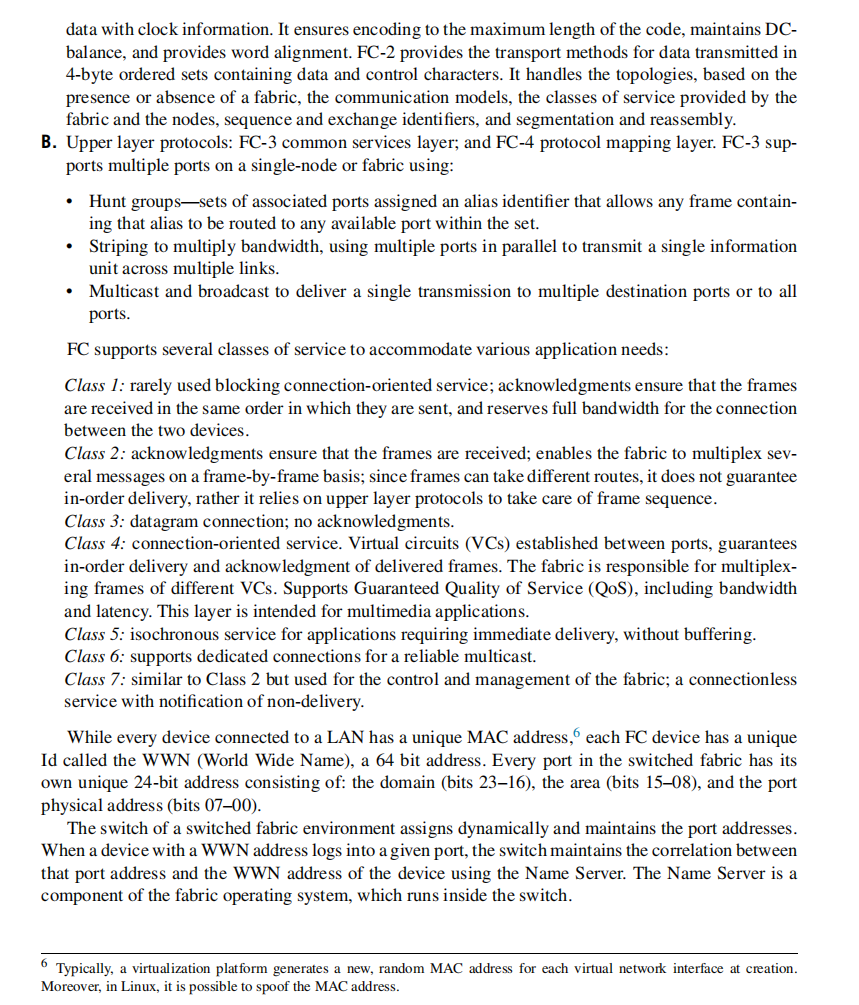 data with clock information. It ensures encoding to the maximum length of the code, maintains DC-
balance, and provides word alignment. FC-2 provides the transport methods for data transmitted in
4-byte ordered sets containing data and control characters. It handles the topologies, based on the
presence or absence of a fabric, the communication models, the classes of service provided by the
fabric and the nodes, sequence and exchange identifiers, and segmentation and reassembly.
B. Upper layer protocols: FC-3 common services layer; and FC-4 protocol mapping layer. FC-3 sup-
ports multiple ports on a single-node or fabric using:
• Hunt groups—sets of associated ports assigned an alias identifier that allows any frame contain-
ing that alias to be routed to any available port within the set.
• Striping to multiply bandwidth, using multiple ports in parallel to transmit a single information
unit across multiple links.
• Multicast and broadcast to deliver a single transmission to multiple destination ports or to all
ports.
FC supports several classes of service to accommodate various application needs:
Class 1: rarely used blocking connection-oriented service; acknowledgments ensure that the frames
are received in the same order in which they are sent, and reserves full bandwidth for the connection
between the two devices.
Class 2: acknowledgments ensure that the frames are received; enables the fabric to multiplex sev-
eral messages on a frame-by-frame basis; since frames can take different routes, it does not guarantee
in-order delivery, rather it relies on upper layer protocols to take care of frame sequence.
Class 3: datagram connection; no acknowledgments.
Class 4: connection-oriented service. Virtual circuits (VCs) established between ports, guarantees
in-order delivery and acknowledgment of delivered frames. The fabric is responsible for multiplex-
ing frames of different VCs. Supports Guaranteed Quality of Service (QoS), including bandwidth
and latency. This layer is intended for multimedia applications.
Class 5: isochronous service for applications requiring immediate delivery, without buffering.
Class 6: supports dedicated connections for a reliable multicast.
Class 7: similar to Class 2 but used for the control and management of the fabric; a connectionless
service with notification of non-delivery.
While every device connected to a LAN has a unique MAC address,6 each FC device has a unique
Id called the WWN (World Wide Name), a 64 bit address. Every port in the switched fabric has its
own unique 24-bit address consisting of: the domain (bits 23–16), the area (bits 15–08), and the port
physical address (bits 07–00).
The switch of a switched fabric environment assigns dynamically and maintains the port addresses.
When a device with a WWN address logs into a given port, the switch maintains the correlation between
that port address and the WWN address of the device using the Name Server. The Name Server is a
component of the fabric operating system, which runs inside the switch.
6 Typically, a virtualization platform generates a new, random MAC address for each virtual network interface at creation.
Moreover, in Linux, it is possible to spoof the MAC address.